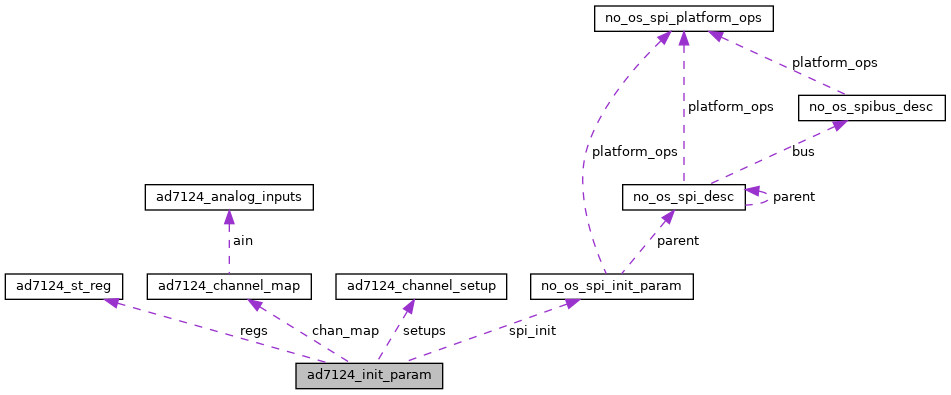 no_os_spi_platform_ops
platform_ops
no_os_spibus_desc
platform_ops
platform_ops
bus
ad7124_analog_inputs
no_os_spi_desc
parent
ain
parent
ad7124_st_reg
ad7124_channel_map
ad7124_channel_setup
no_os_spi_init_param
regs
chan_map
setups
spi_init
ad7124_init_param